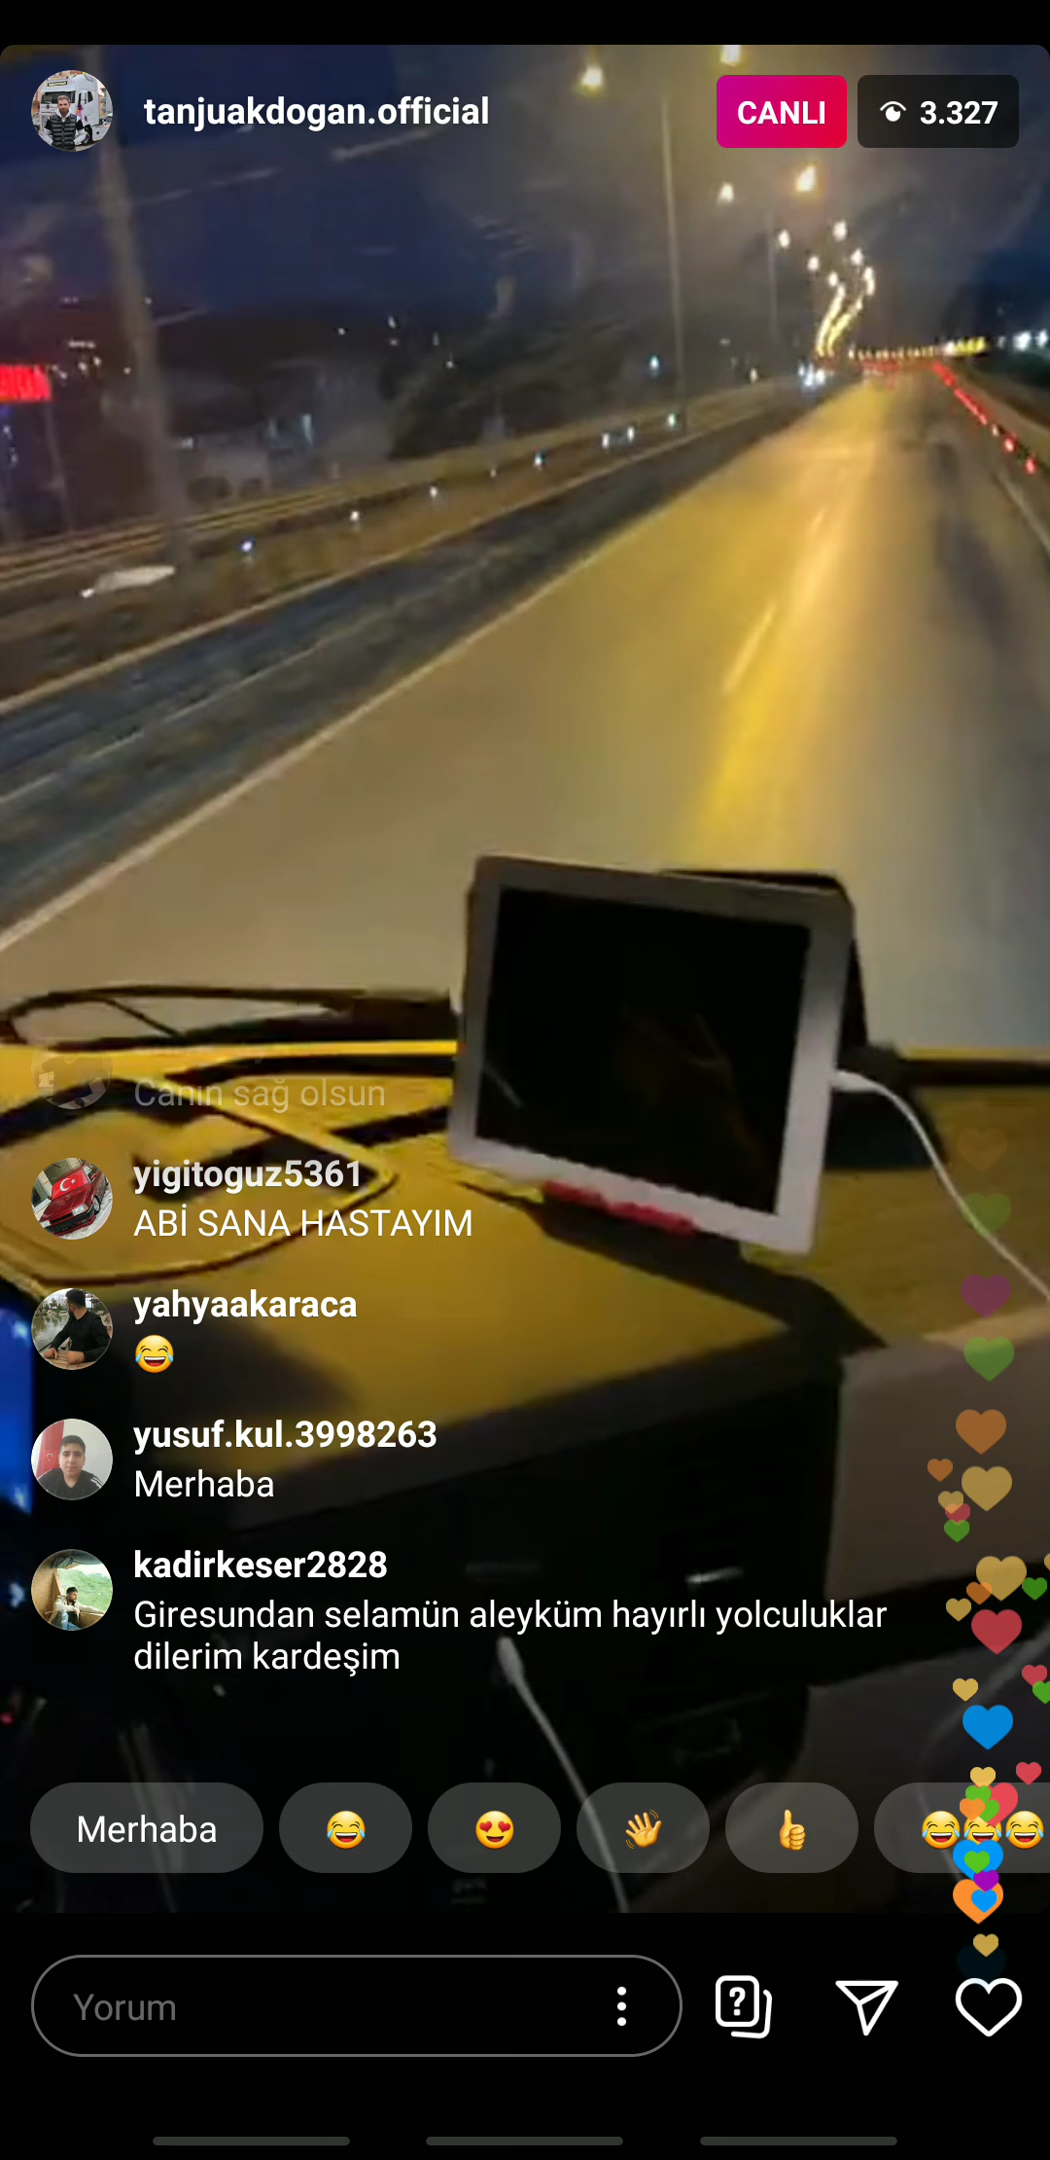 tanjuakdogan.official
CANLI
3.327
Canın sağ olsun
yigitoguz5361
ABİ SANA HASTAYIM
yahyaakaraca
😂
yusuf.kul.3998263
Merhaba
kadirkeser2828
Giresundan selamün aleyküm hayırlı yolculuklar
dilerim kardeşim
Merhaba 😂 😍 👋 👍 😂😂😂
Yorum